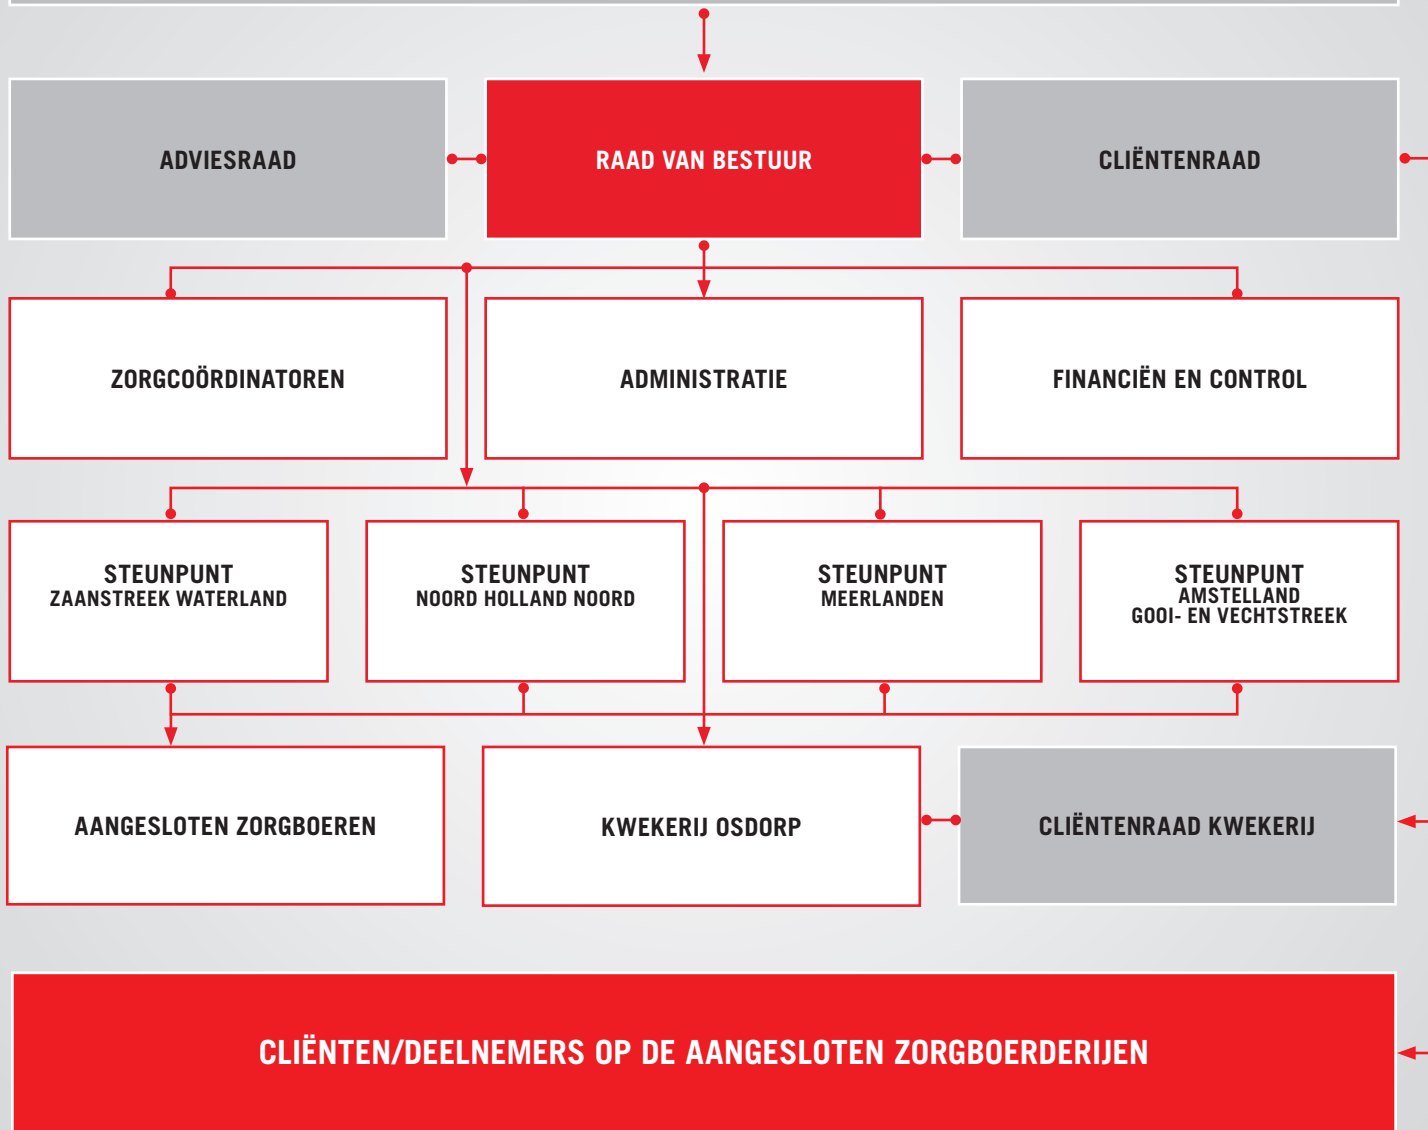 ADVIESRAAD
RAAD VAN BESTUUR
CLIËNTENRAAD
ZORGCOÖRDINATOREN
ADMINISTRATIE
FINANCIËN EN CONTROL
STEUNPUNT
ZAANSTREEK WATERLAND
STEUNPUNT
NOORD HOLLAND NOORD
STEUNPUNT
MEERLANDEN
STEUNPUNT
AMSTELLAND
GOOI- EN VECHTSTREEK
AANGESLOTEN ZORGBOEREN
KWEKERIJ OSDORP
CLIËNTENRAAD KWEKERIJ
CLIËNTEN/DEELNEMERS OP DE AANGESLOTEN ZORGBOERDERIJEN